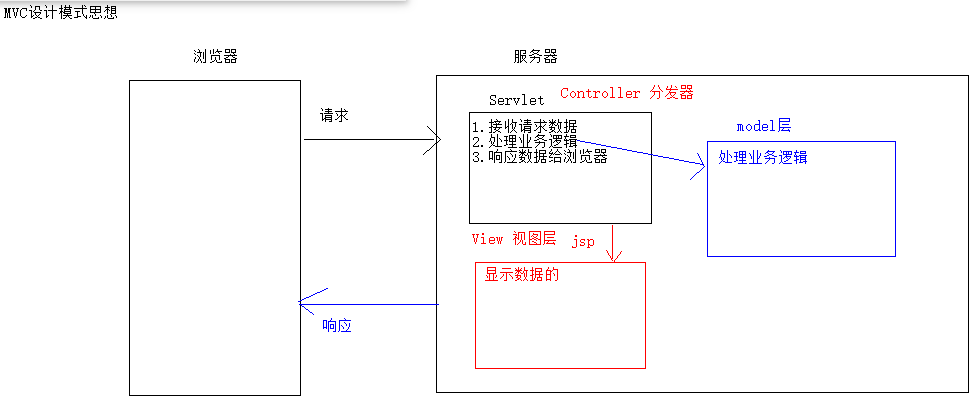 MVC设计模式思想
浏览器
服务器
Servlet
Controller 分发器
请求
1.接收请求数据
2.处理业务逻辑
3.响应数据给浏览器
model层
处理业务逻辑
View 视图层 jsp
显示数据的
响应